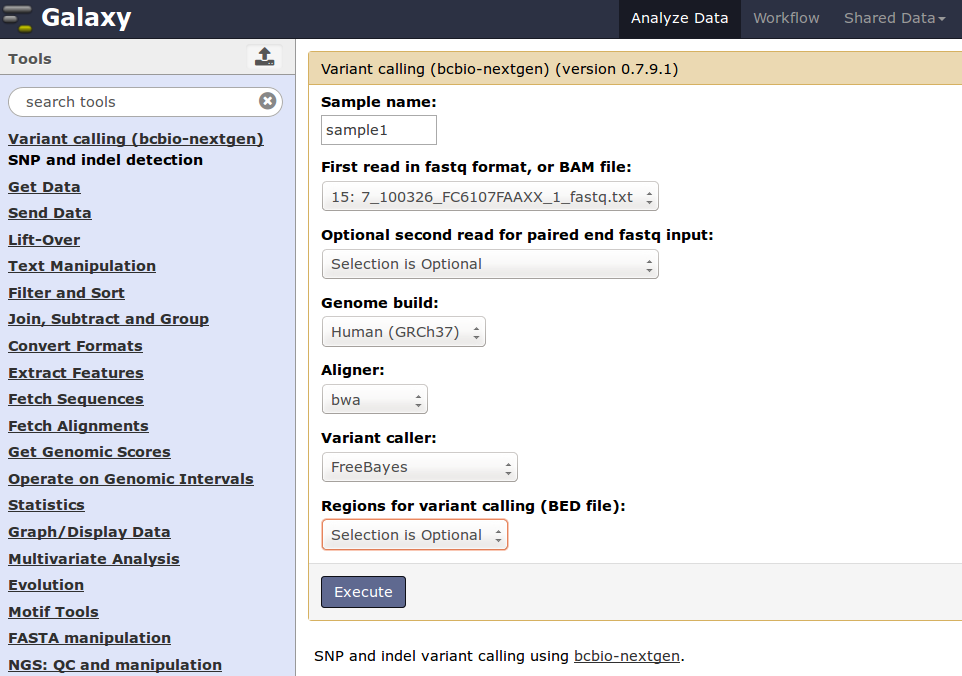 Galaxy
Analyze Data
Workflow
Shared Data
Tools
search tools
Variant calling (bcbio-nextgen)
SNP and indel detection
Get Data
Send Data
Lift-Over
Text Manipulation
Filter and Sort
Join, Subtract and Group
Convert Formats
Extract Features
Fetch Sequences
Fetch Alignments
Get Genomic Scores
Operate on Genomic Intervals
Statistics
Graph/Display Data
Multivariate Analysis
Evolution
Motif Tools
FASTA manipulation
NGS: QC and manipulation
Variant calling (bcbio-nextgen) (version 0.7.9.1)
Sample name:
sample1
First read in fastq format, or BAM file:
15: 7_100326_FC6107FAAXX_1_fastq.txt
Optional second read for paired end fastq input:
Selection is Optional
Genome build:
Human (GRCh37)
Aligner:
bwa
Variant caller:
FreeBayes
Regions for variant calling (BED file):
Selection is Optional
Execute
SNP and indel variant calling using bcbio-nextgen.